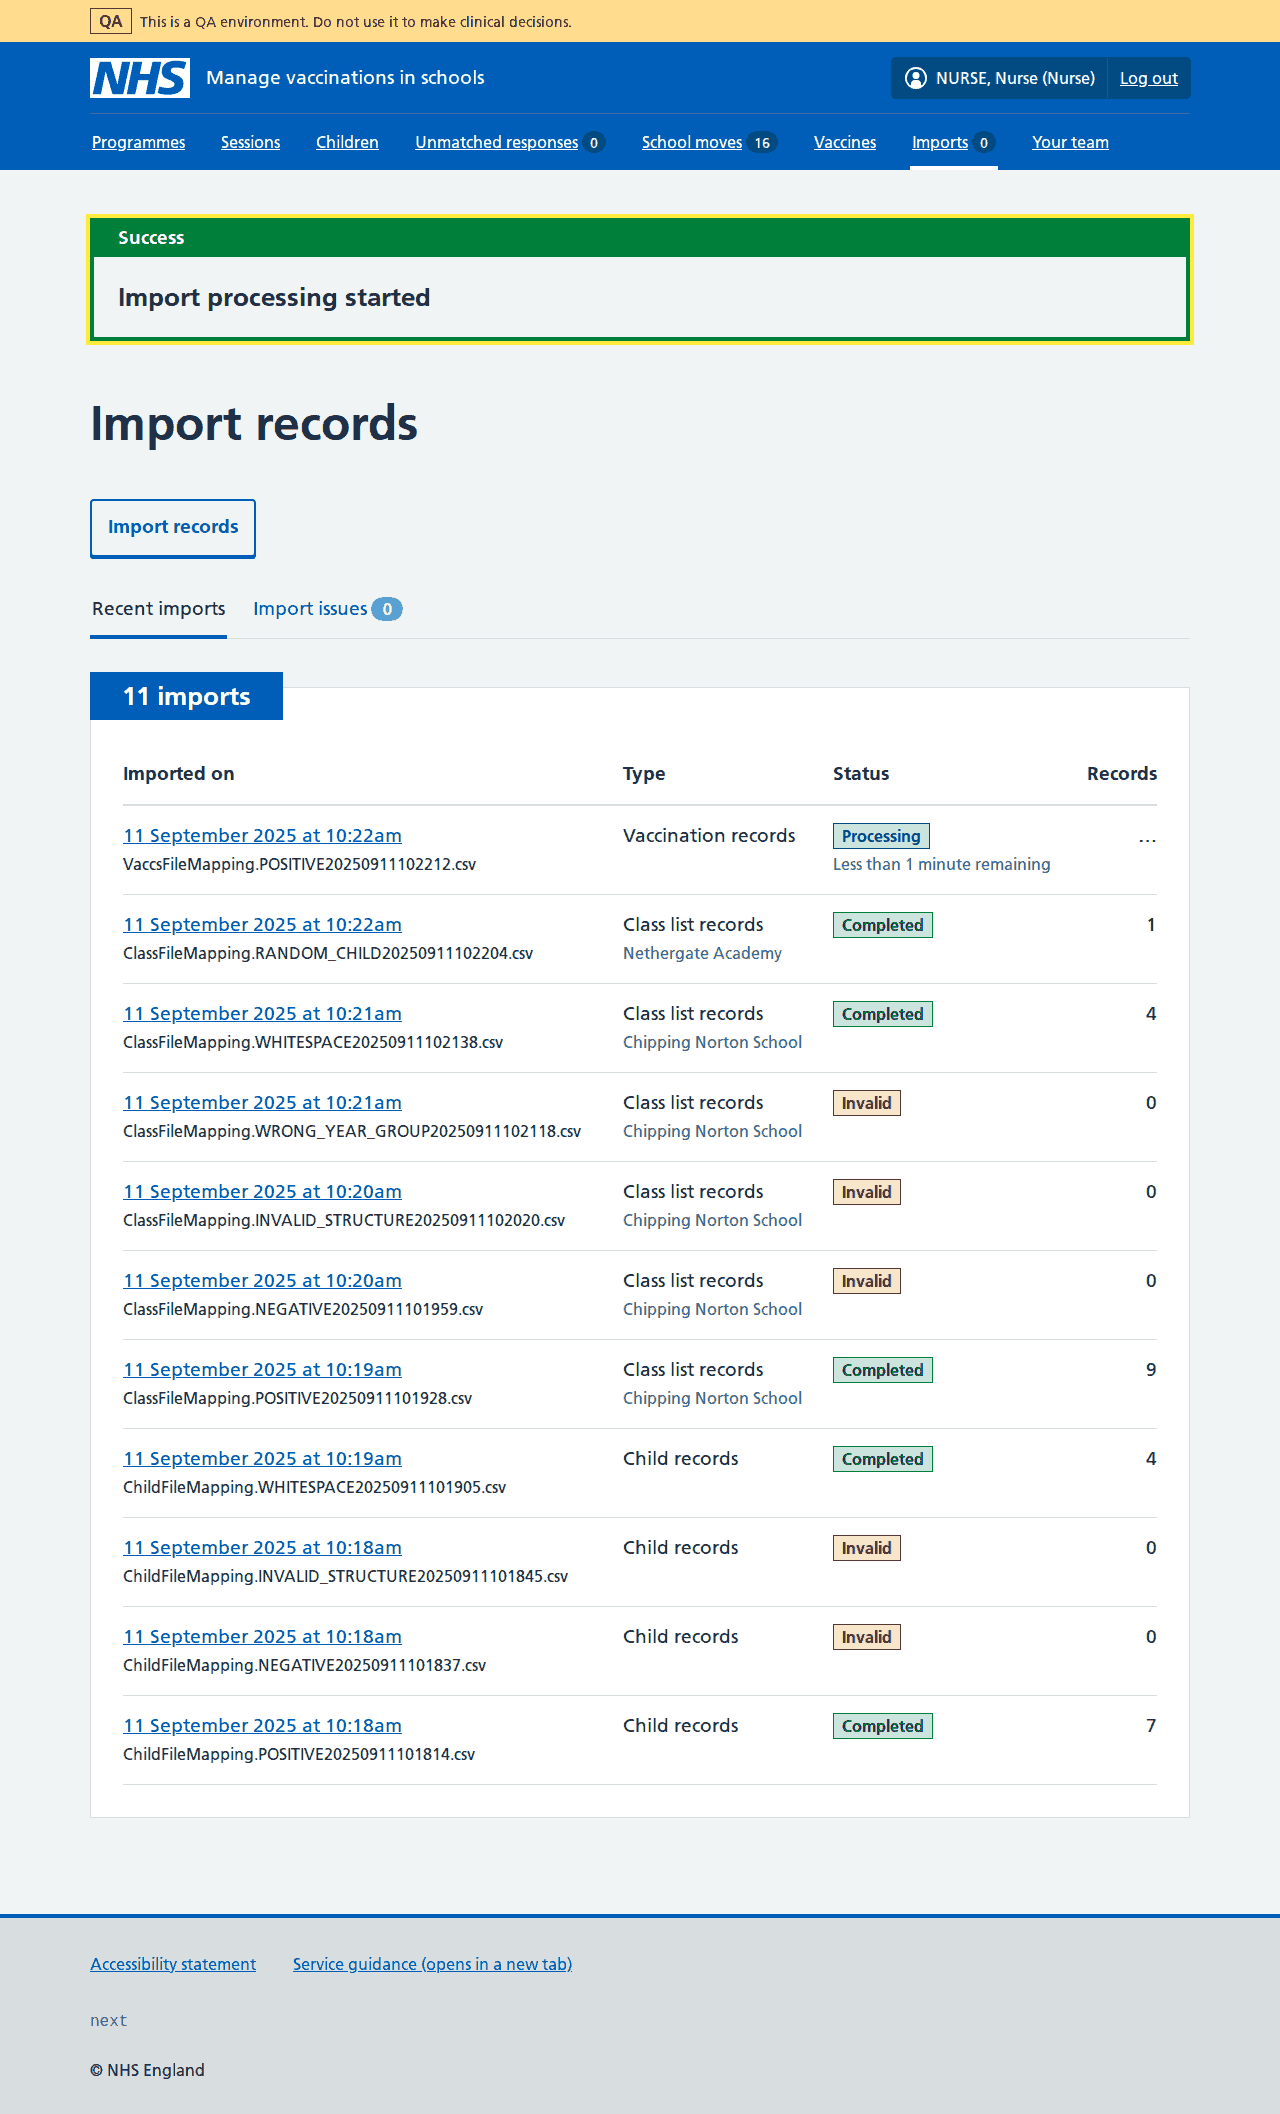 QA This is a QA environment. Do not use it to make clinical decisions.
NHS Manage vaccinations in schools NURSE, Nurse (Nurse) Log out
Programmes Sessions Children Unmatched responses 0 School moves 16 Vaccines Imports 0 Your team
Success
Import processing started
Import records
Import records
Recent imports Import issues 0
11 imports
Imported on Type Status Records
11 September 2025 at 10:22am Vaccination records Processing ...
VaccsFileMapping.POSITIVE20250911102212.csv Less than 1 minute remaining
11 September 2025 at 10:22am Class list records Completed 1
ClassFileMapping.RANDOM_CHILD20250911102204.csv Nethergate Academy
11 September 2025 at 10:21am Class list records Completed 4
ClassFileMapping.WHITESPACE20250911102138.csv Chipping Norton School
11 September 2025 at 10:21am Class list records Invalid 0
ClassFileMapping.WRONG_YEAR_GROUP20250911102118.csv Chipping Norton School
11 September 2025 at 10:20am Class list records Invalid 0
ClassFileMapping.INVALID_STRUCTURE20250911102020.csv Chipping Norton School
11 September 2025 at 10:20am Class list records Invalid 0
ClassFileMapping.NEGATIVE20250911101959.csv Chipping Norton School
11 September 2025 at 10:19am Class list records Completed 9
ClassFileMapping.POSITIVE20250911101928.csv Chipping Norton School
11 September 2025 at 10:19am Child records Completed 4
ChildFileMapping.WHITESPACE20250911101905.csv
11 September 2025 at 10:18am Child records Invalid 0
ChildFileMapping.INVALID_STRUCTURE20250911101845.csv
11 September 2025 at 10:18am Child records Invalid 0
ChildFileMapping.NEGATIVE20250911101837.csv
11 September 2025 at 10:18am Child records Completed 7
ChildFileMapping.POSITIVE20250911101814.csv
Accessibility statement Service guidance (opens in a new tab)
next
© NHS England